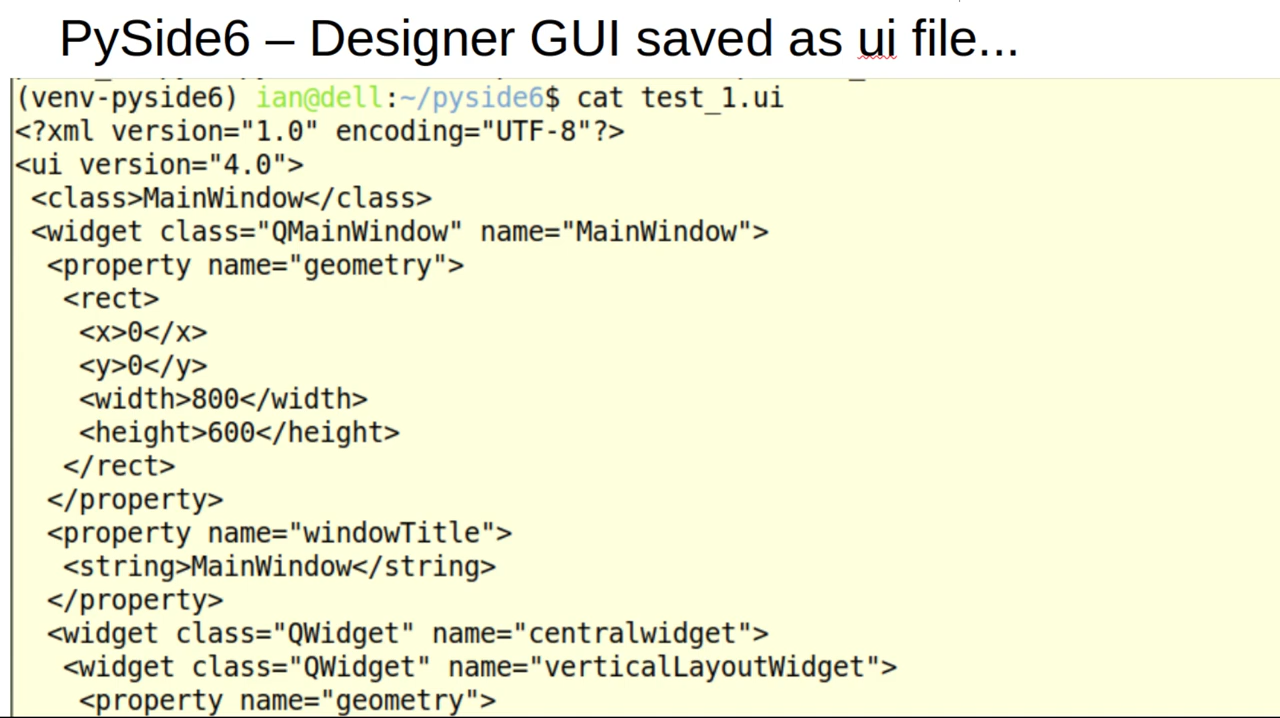 PySide6 – Designer GUI saved as ui file...
(venv-pyside6) ian@dell:~/pyside6$ cat test_1.ui
<?xml version="1.0" encoding="UTF-8"?>
<ui version="4.0">
 <class>MainWindow</class>
 <widget class="QMainWindow" name="MainWindow">
  <property name="geometry">
   <rect>
    <x>0</x>
    <y>0</y>
    <width>800</width>
    <height>600</height>
   </rect>
  </property>
  <property name="windowTitle">
   <string>MainWindow</string>
  </property>
  <widget class="QWidget" name="centralwidget">
   <widget class="QWidget" name="verticalLayoutWidget">
    <property name="geometry">